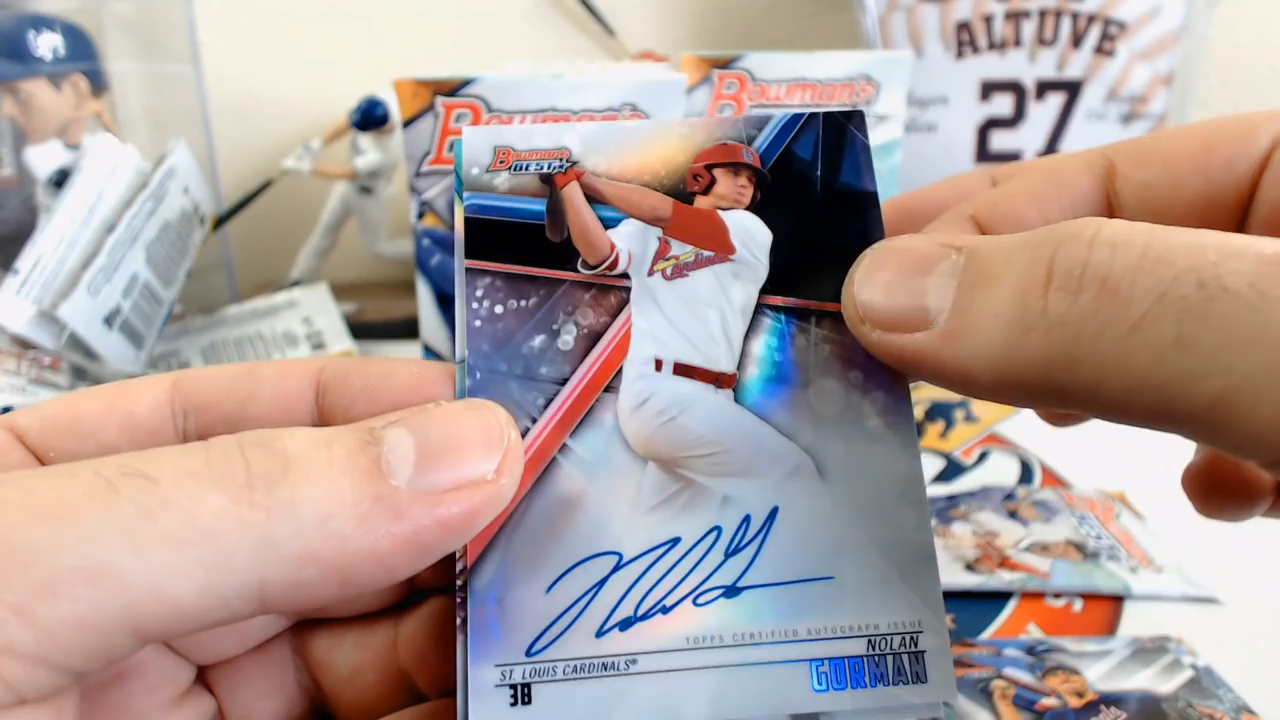 ALTUVE
27
Bowman's
Bowman's
Bowman's
BEST
Cardinals
TOPPS CERTIFIED AUTOGRAPH ISSUE
NOLAN
GORMAN
ST. LOUIS CARDINALS®
3B